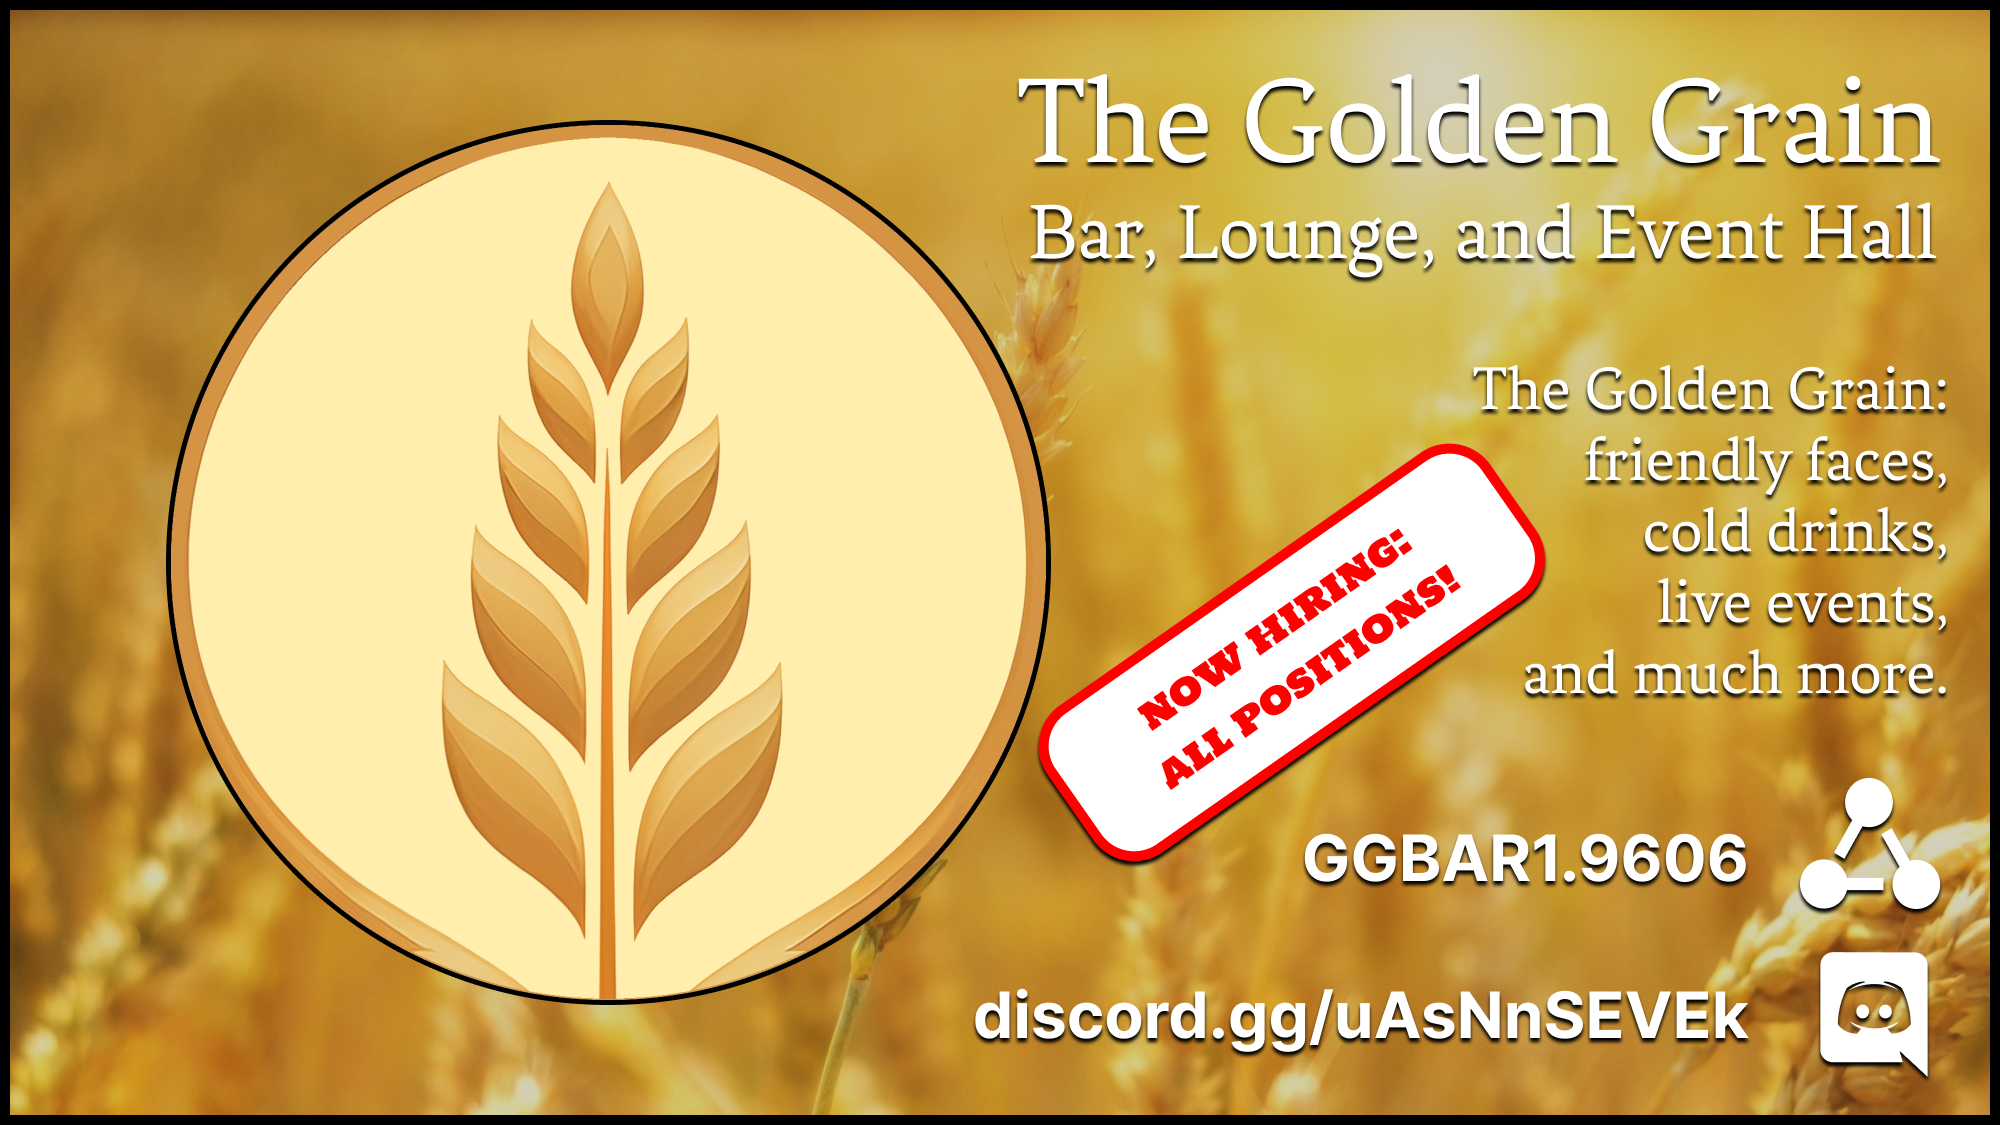 The Golden Grain
Bar, Lounge, and Event Hall
The Golden Grain:
friendly faces,
cold drinks,
live events,
and much more.
NOW HIRING:
ALL POSITIONS!
GGBAR1.9606
discord.gg/uAsNnSEVEk